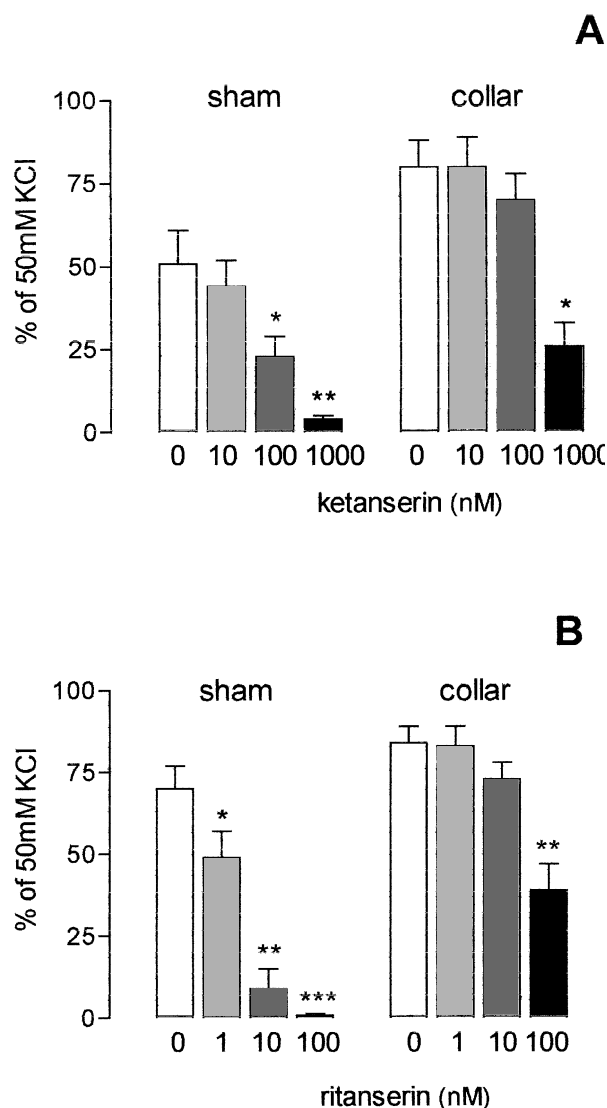 A
sham collar
100
75
50
25
0
% of 50mM KCl
* ** *
0 10 100 1000 0 10 100 1000
ketanserin (nM)
B
sham collar
100
75
50
25
0
% of 50mM KCl
* ** *** **
0 1 10 100 0 1 10 100
ritanserin (nM)